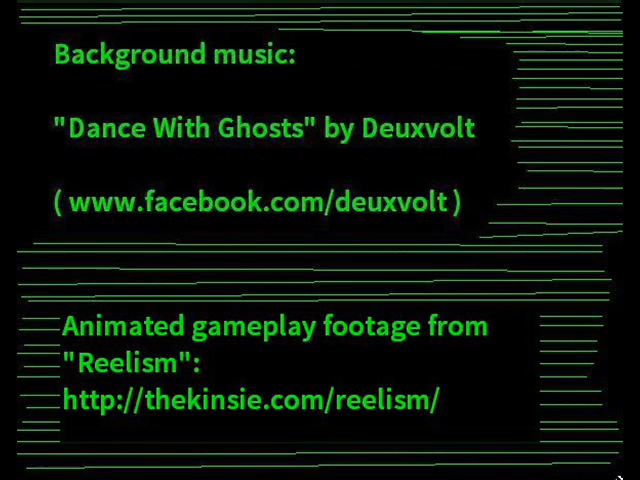 Background music:
"Dance With Ghosts" by Deuxvolt
( www.facebook.com/deuxvolt )
Animated gameplay footage from
"Reelism":
http://thekinsie.com/reelism/